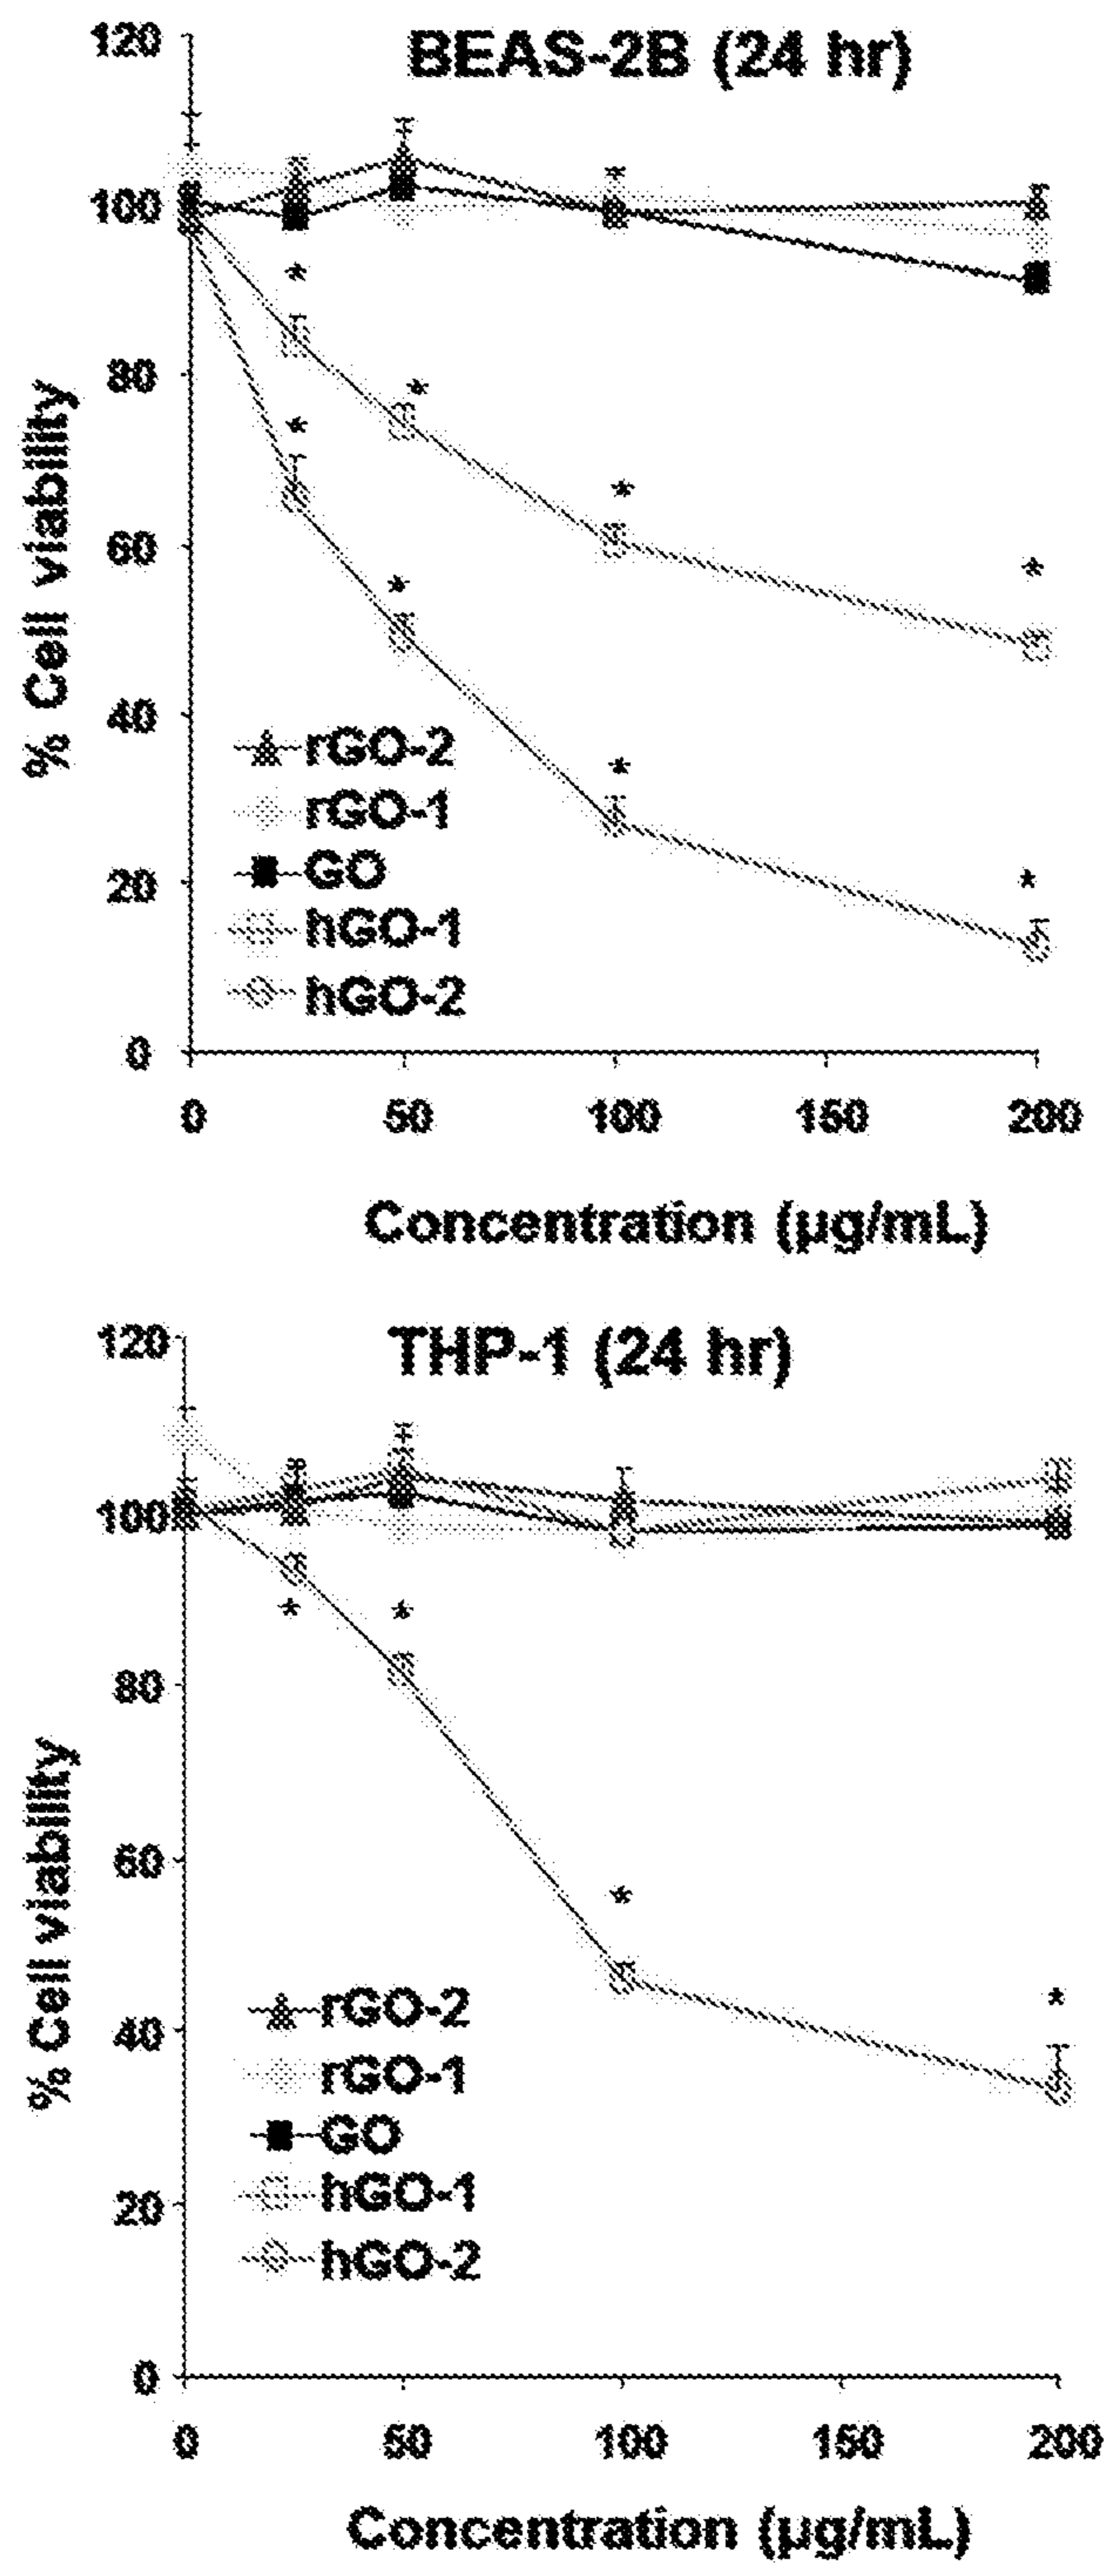 BEAS-2B (24 hr)
% Cell viability
120
100
80
60
40
20
0
rGO-2
rGO-1
GO
hGO-1
hGO-2
* * * * * * * *
0 50 100 150 200
Concentration (µg/mL)
THP-1 (24 hr)
% Cell viability
120
100
80
60
40
20
0
* * * *
rGO-2
rGO-1
GO
hGO-1
hGO-2
0 50 100 150 200
Concentration (µg/mL)